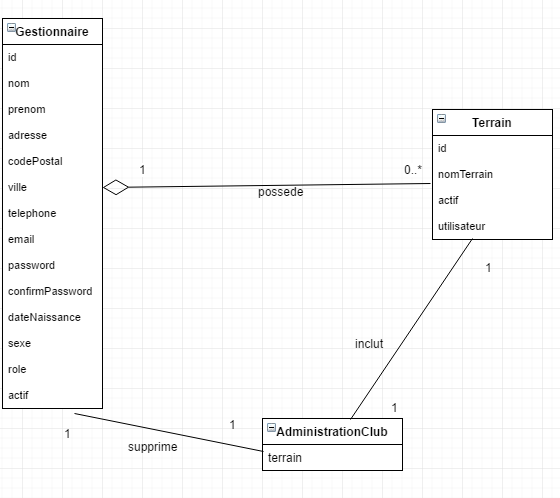 Gestionnaire
id
nom
prenom
adresse
codePostal
ville
telephone
email
password
confirmPassword
dateNaissance
sexe
role
actif
1
0..*
possede
Terrain
id
nomTerrain
actif
utilisateur
1
inclut
1
1
supprime
1
AdministrationClub
terrain